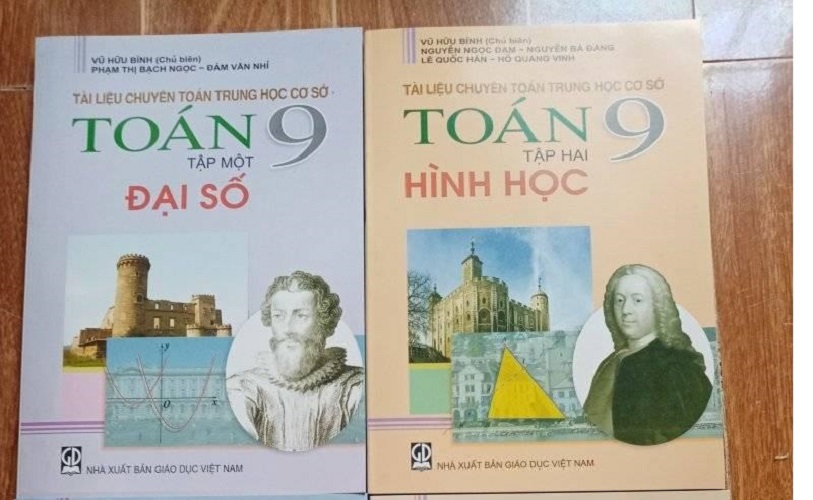 VŨ HỮU BÌNH (Chủ biên)
PHẠM THỊ BẠCH NGỌC – ĐÀM VĂN NHỈ
TÀI LIỆU CHUYÊN TOÁN TRUNG HỌC CƠ SỞ
TOÁN 9
TẬP MỘT
ĐẠI SỐ
y
O
x
GD
NHÀ XUẤT BẢN GIÁO DỤC VIỆT NAM
VŨ HỮU BÌNH (Chủ biên)
NGUYỄN NGỌC ĐẠM – NGUYỄN BÁ ĐANG
LÊ QUỐC HÁN – HỒ QUANG VINH
TÀI LIỆU CHUYÊN TOÁN TRUNG HỌC CƠ SỞ
TOÁN 9
TẬP HAI
HÌNH HỌC
GD
NHÀ XUẤT BẢN GIÁO DỤC VIỆT NAM